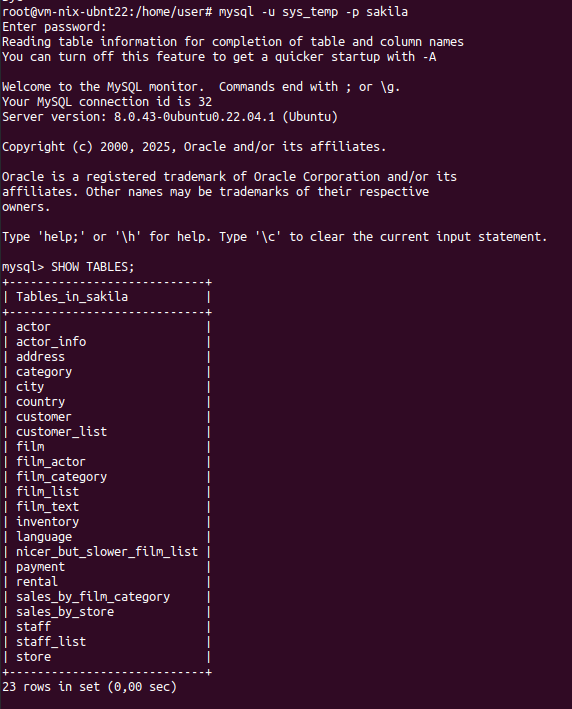 root@vm-nix-ubnt22:/home/user# mysql -u sys_temp -p sakila
Enter password:
Reading table information for completion of table and column names
You can turn off this feature to get a quicker startup with -A

Welcome to the MySQL monitor.  Commands end with ; or \g.
Your MySQL connection id is 32
Server version: 8.0.43-0ubuntu0.22.04.1 (Ubuntu)

Copyright (c) 2000, 2025, Oracle and/or its affiliates.

Oracle is a registered trademark of Oracle Corporation and/or its
affiliates. Other names may be trademarks of their respective
owners.

Type 'help;' or '\h' for help. Type '\c' to clear the current input statement.

mysql> SHOW TABLES;
+----------------------------+
| Tables_in_sakila           |
+----------------------------+
| actor                      |
| actor_info                 |
| address                    |
| category                   |
| city                       |
| country                    |
| customer                   |
| customer_list              |
| film                       |
| film_actor                 |
| film_category              |
| film_list                  |
| film_text                  |
| inventory                  |
| language                   |
| nicer_but_slower_film_list |
| payment                    |
| rental                     |
| sales_by_film_category     |
| sales_by_store             |
| staff                      |
| staff_list                 |
| store                      |
+----------------------------+
23 rows in set (0,00 sec)